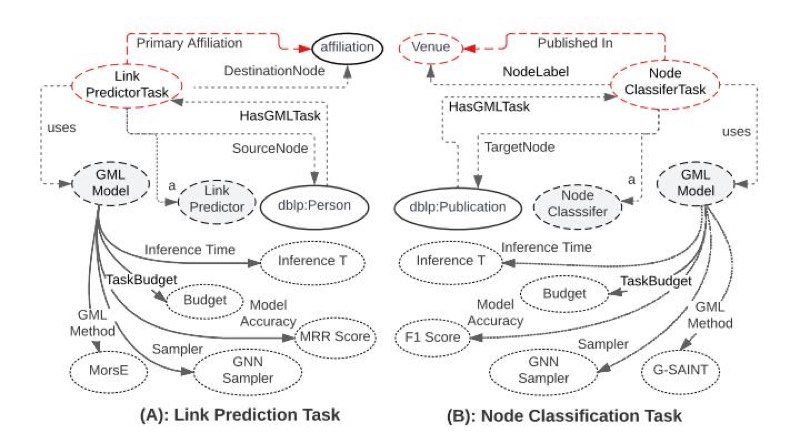 Primary Affiliation
affiliation
Venue
Published In
Link
PredictorTask
DestinationNode
NodeLabel
Node
ClassiferTask
HasGMLTask
HasGMLTask
uses
SourceNode
TargetNode
uses
GML
Model
a
Link
Predictor
dblp:Person
dblp:Publication
a
Node
Classsifer
GML
Model
Inference Time
Inference T
Inference T
Inference Time
TaskBudget
Budget
Budget
TaskBudget
GML
Method
Model
Accuracy
MRR Score
F1 Score
Model
Accuracy
GML
Method
Sampler
MorsE
GNN
Sampler
GNN
Sampler
Sampler
G-SAINT
(A): Link Prediction Task
(B): Node Classification Task